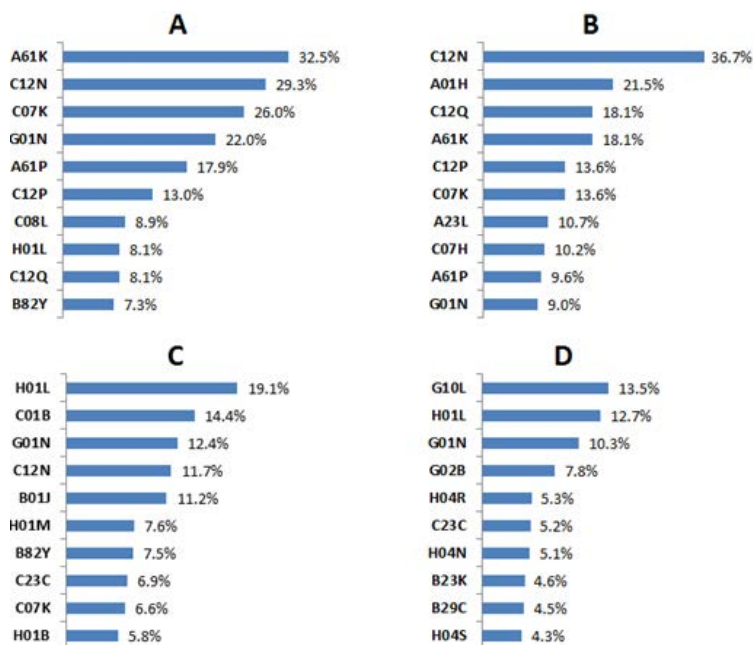 A
A61K 32.5%
C12N 29.3%
C07K 26.0%
G01N 22.0%
A61P 17.9%
C12P 13.0%
C08L 8.9%
H01L 8.1%
C12Q 8.1%
B82Y 7.3%
B
C12N 36.7%
A01H 21.5%
C12Q 18.1%
A61K 18.1%
C12P 13.6%
C07K 13.6%
A23L 10.7%
C07H 10.2%
A61P 9.6%
G01N 9.0%
C
H01L 19.1%
C01B 14.4%
G01N 12.4%
C12N 11.7%
B01J 11.2%
H01M 7.6%
B82Y 7.5%
C23C 6.9%
C07K 6.6%
H01B 5.8%
D
G10L 13.5%
H01L 12.7%
G01N 10.3%
G02B 7.8%
H04R 5.3%
C23C 5.2%
H04N 5.1%
B23K 4.6%
B29C 4.5%
H04S 4.3%